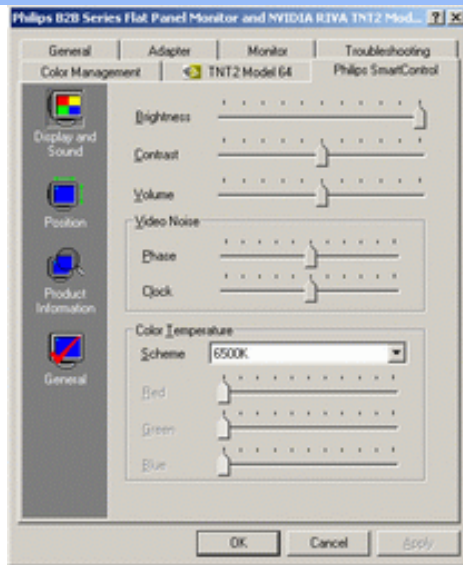 Philips B2B Series Flat Panel Monitor and NVIDIA RIVA TNT2 Mod...
General Adapter Monitor Troubleshooting
Color Management TNT2 Model 64 Philips SmartControl
Display and
Sound
Position
Product
Information
General
Brightness
Contrast
Volume
Video Noise
Phase
Clock
Color Temperature
Scheme 6500K
Red
Green
Blue
OK Cancel Apply